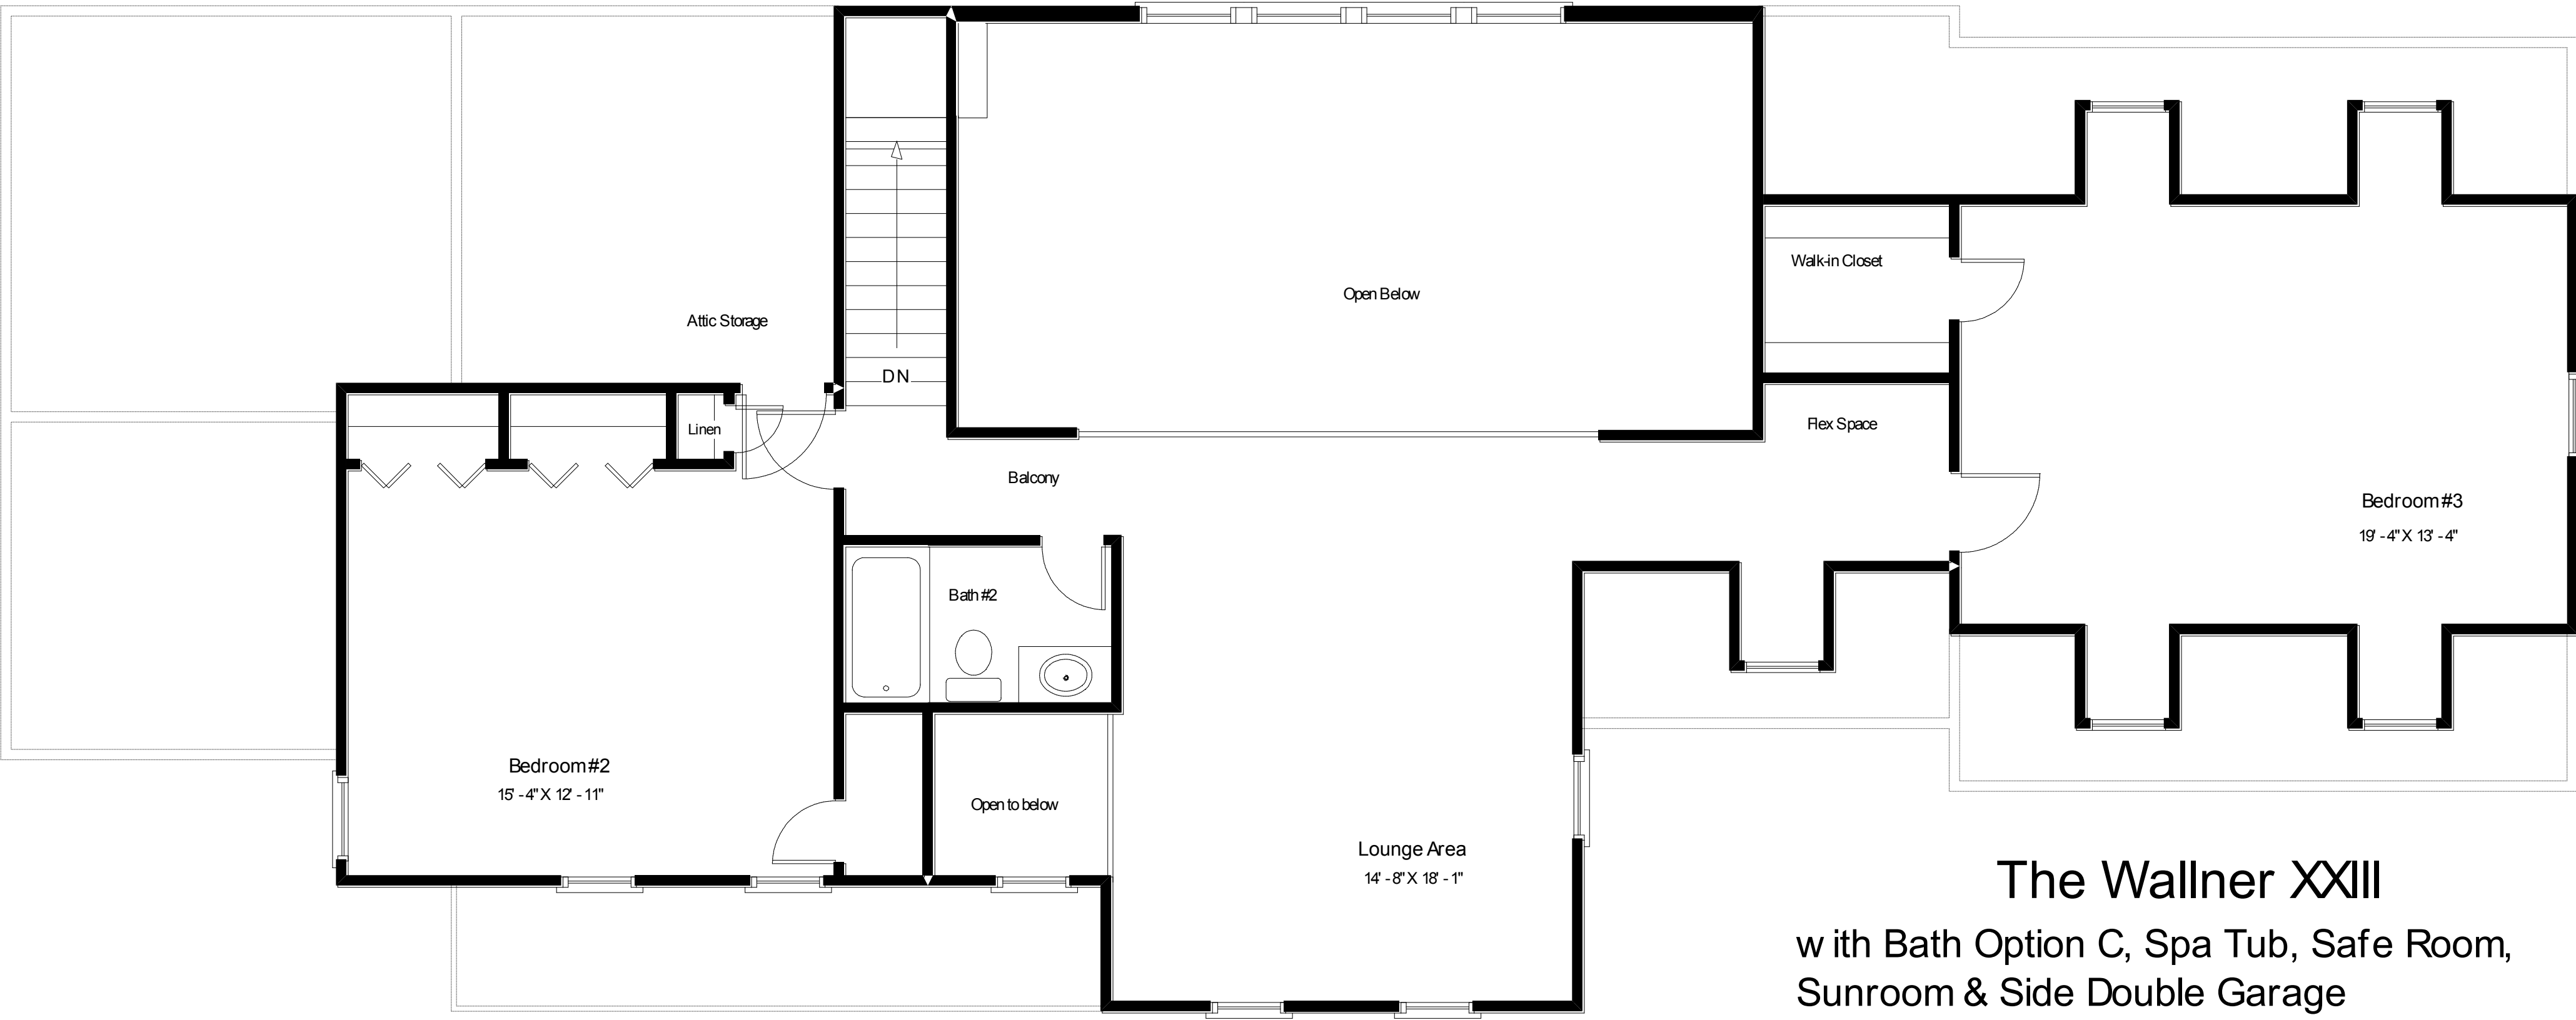 Walk-in Closet
Open Below
Attic Storage
DN
Linen
Flex Space
Balcony
Bedroom #3
19' - 4" X 13' - 4"
Bath #2
Bedroom #2
15' - 4" X 12' - 11"
Open to below
Lounge Area
14' - 8" X 18' - 1"
The Wallner XXIII
with Bath Option C, Spa Tub, Safe Room,
Sunroom & Side Double Garage